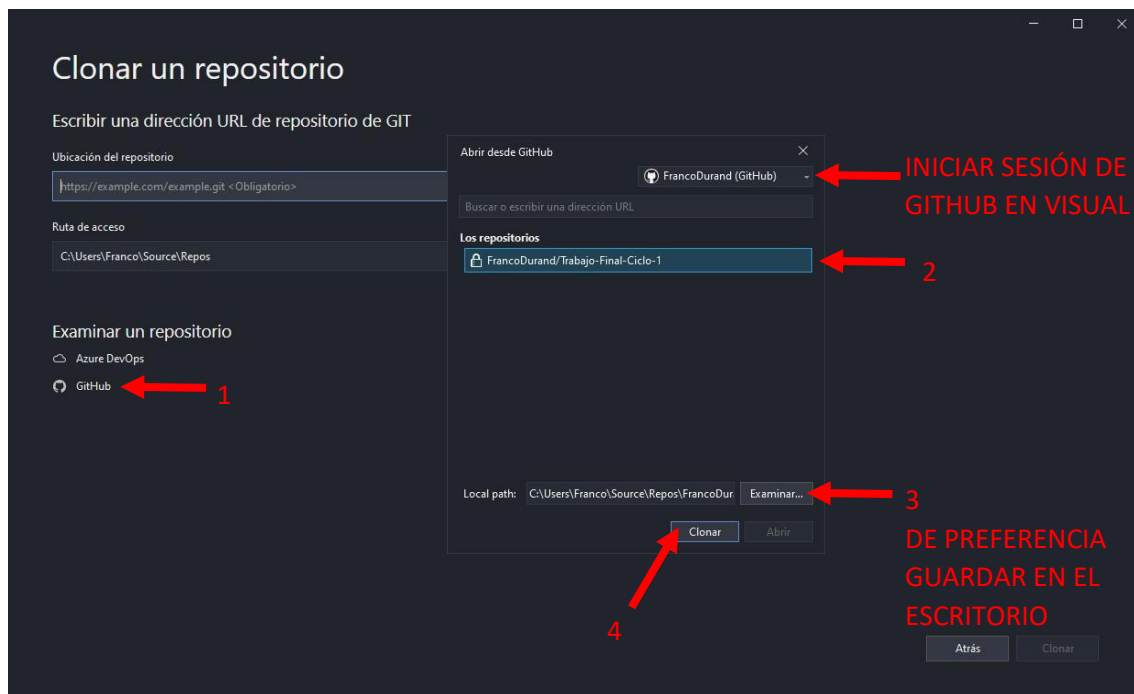 Clonar un repositorio
Escribir una dirección URL de repositorio de GIT
Ubicación del repositorio
https://example.com/example.git <Obligatorio>
Ruta de acceso
C:\Users\Franco\Source\Repos
Examinar un repositorio
Azure DevOps
GitHub
1
Abrir desde GitHub
FrancoDurand (GitHub)
INICIAR SESIÓN DE
GITHUB EN VISUAL
Buscar o escribir una dirección URL
Los repositorios
FrancoDurand/Trabajo-Final-Ciclo-1
2
Local path: C:\Users\Franco\Source\Repos\FrancoDur Examinar...
3
DE PREFERENCIA
GUARDAR EN EL
ESCRITORIO
Clonar Abrir
4
Atrás Clonar